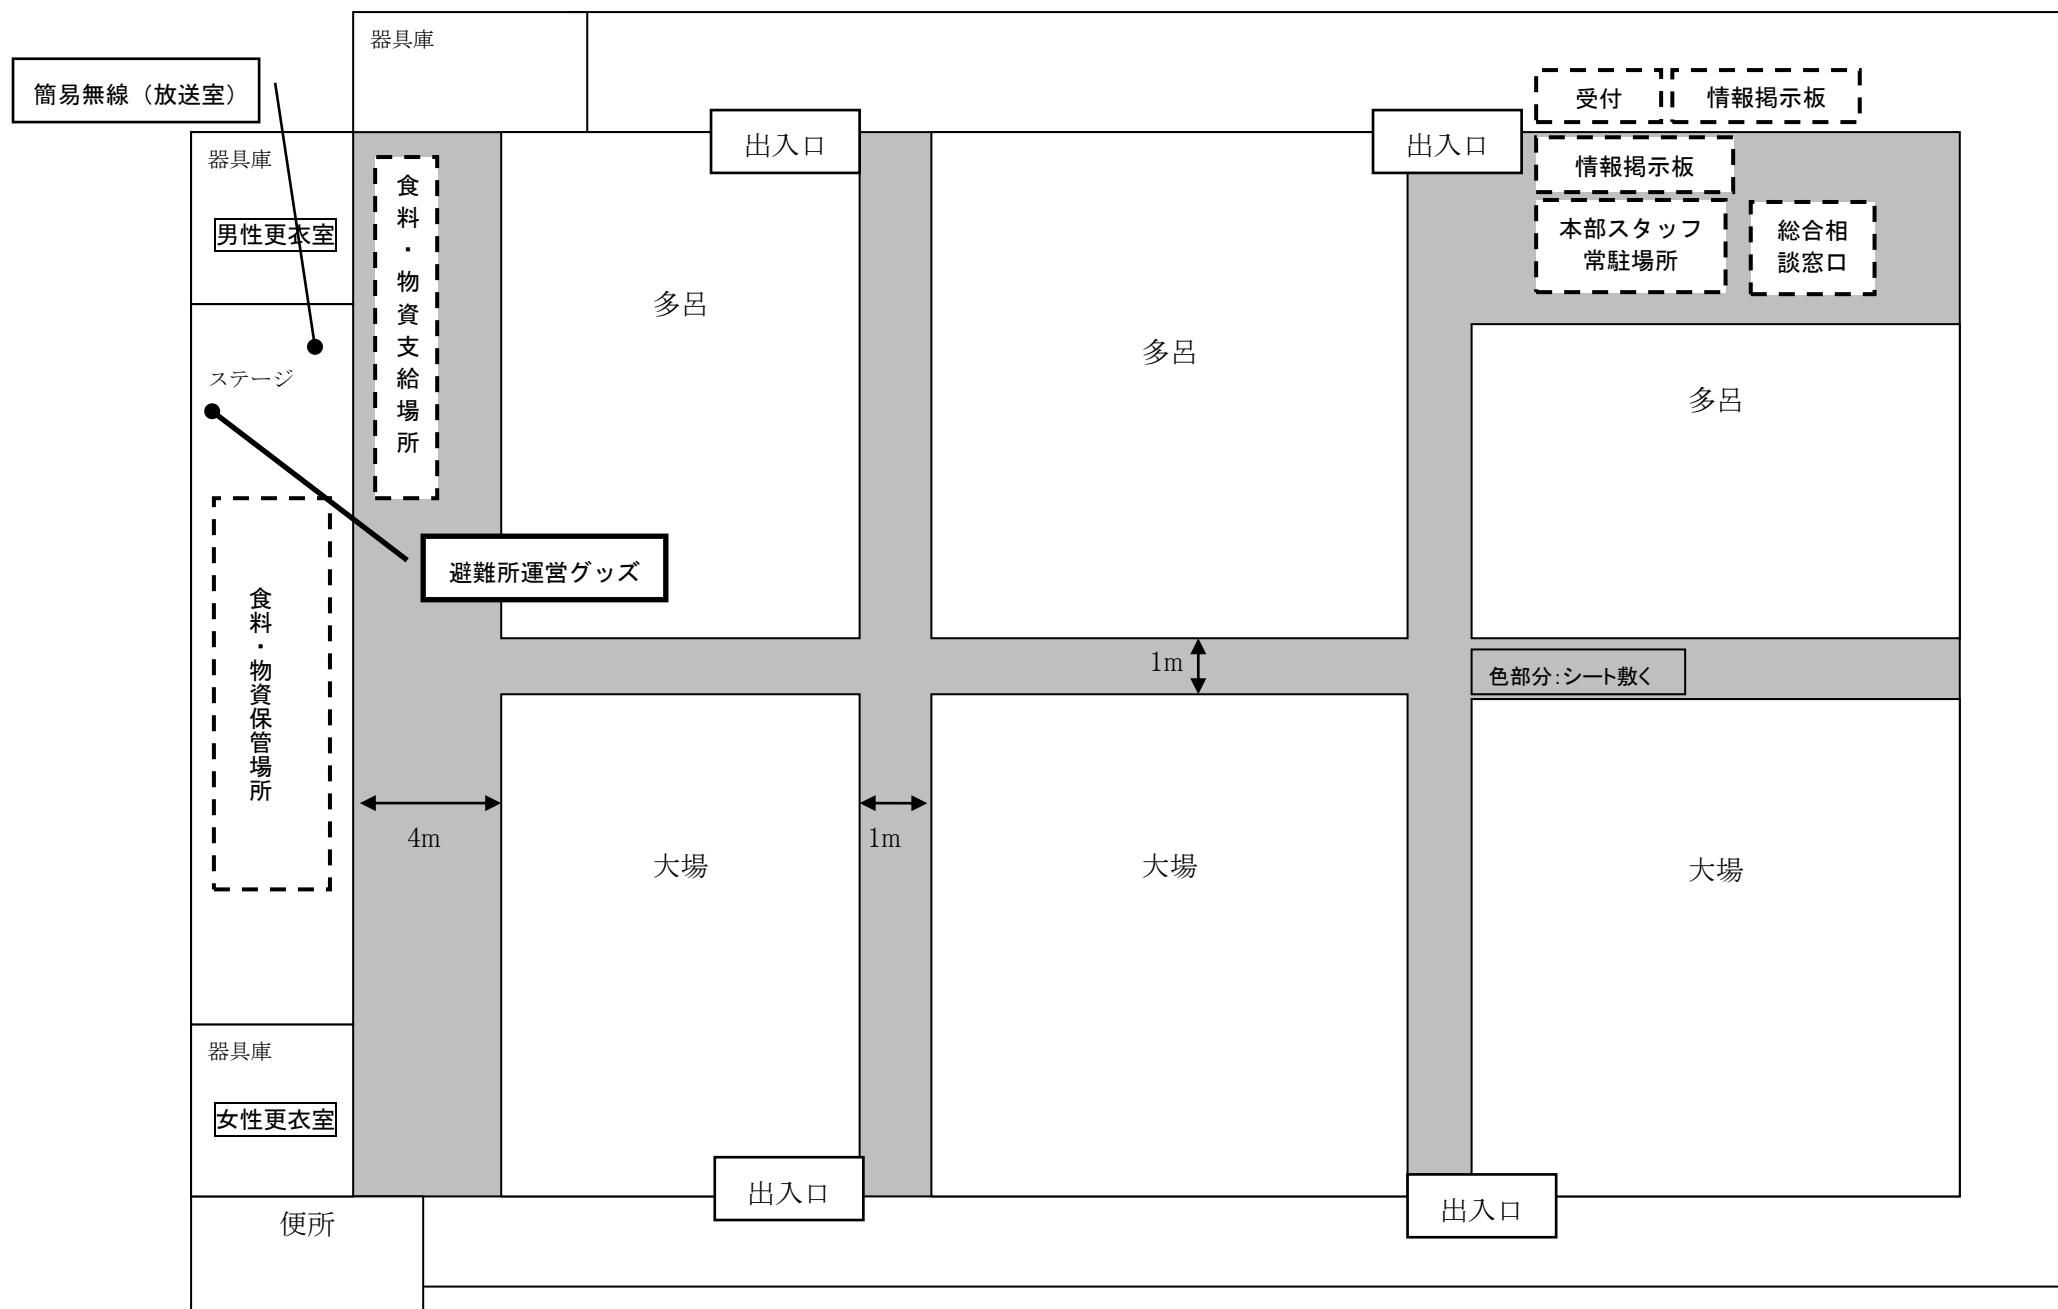 器具庫
簡易無線（放送室）
受付
情報掲示板
出入口
出入口
器具庫
情報掲示板
男性更衣室
食料・物資支給場所
本部スタッフ
常駐場所
総合相
談窓口
多呂
多呂
多呂
ステージ
避難所運営グッズ
食料・物資保管場所
1m
色部分：シート敷く
4m
1m
大場
大場
大場
器具庫
女性更衣室
出入口
出入口
便所